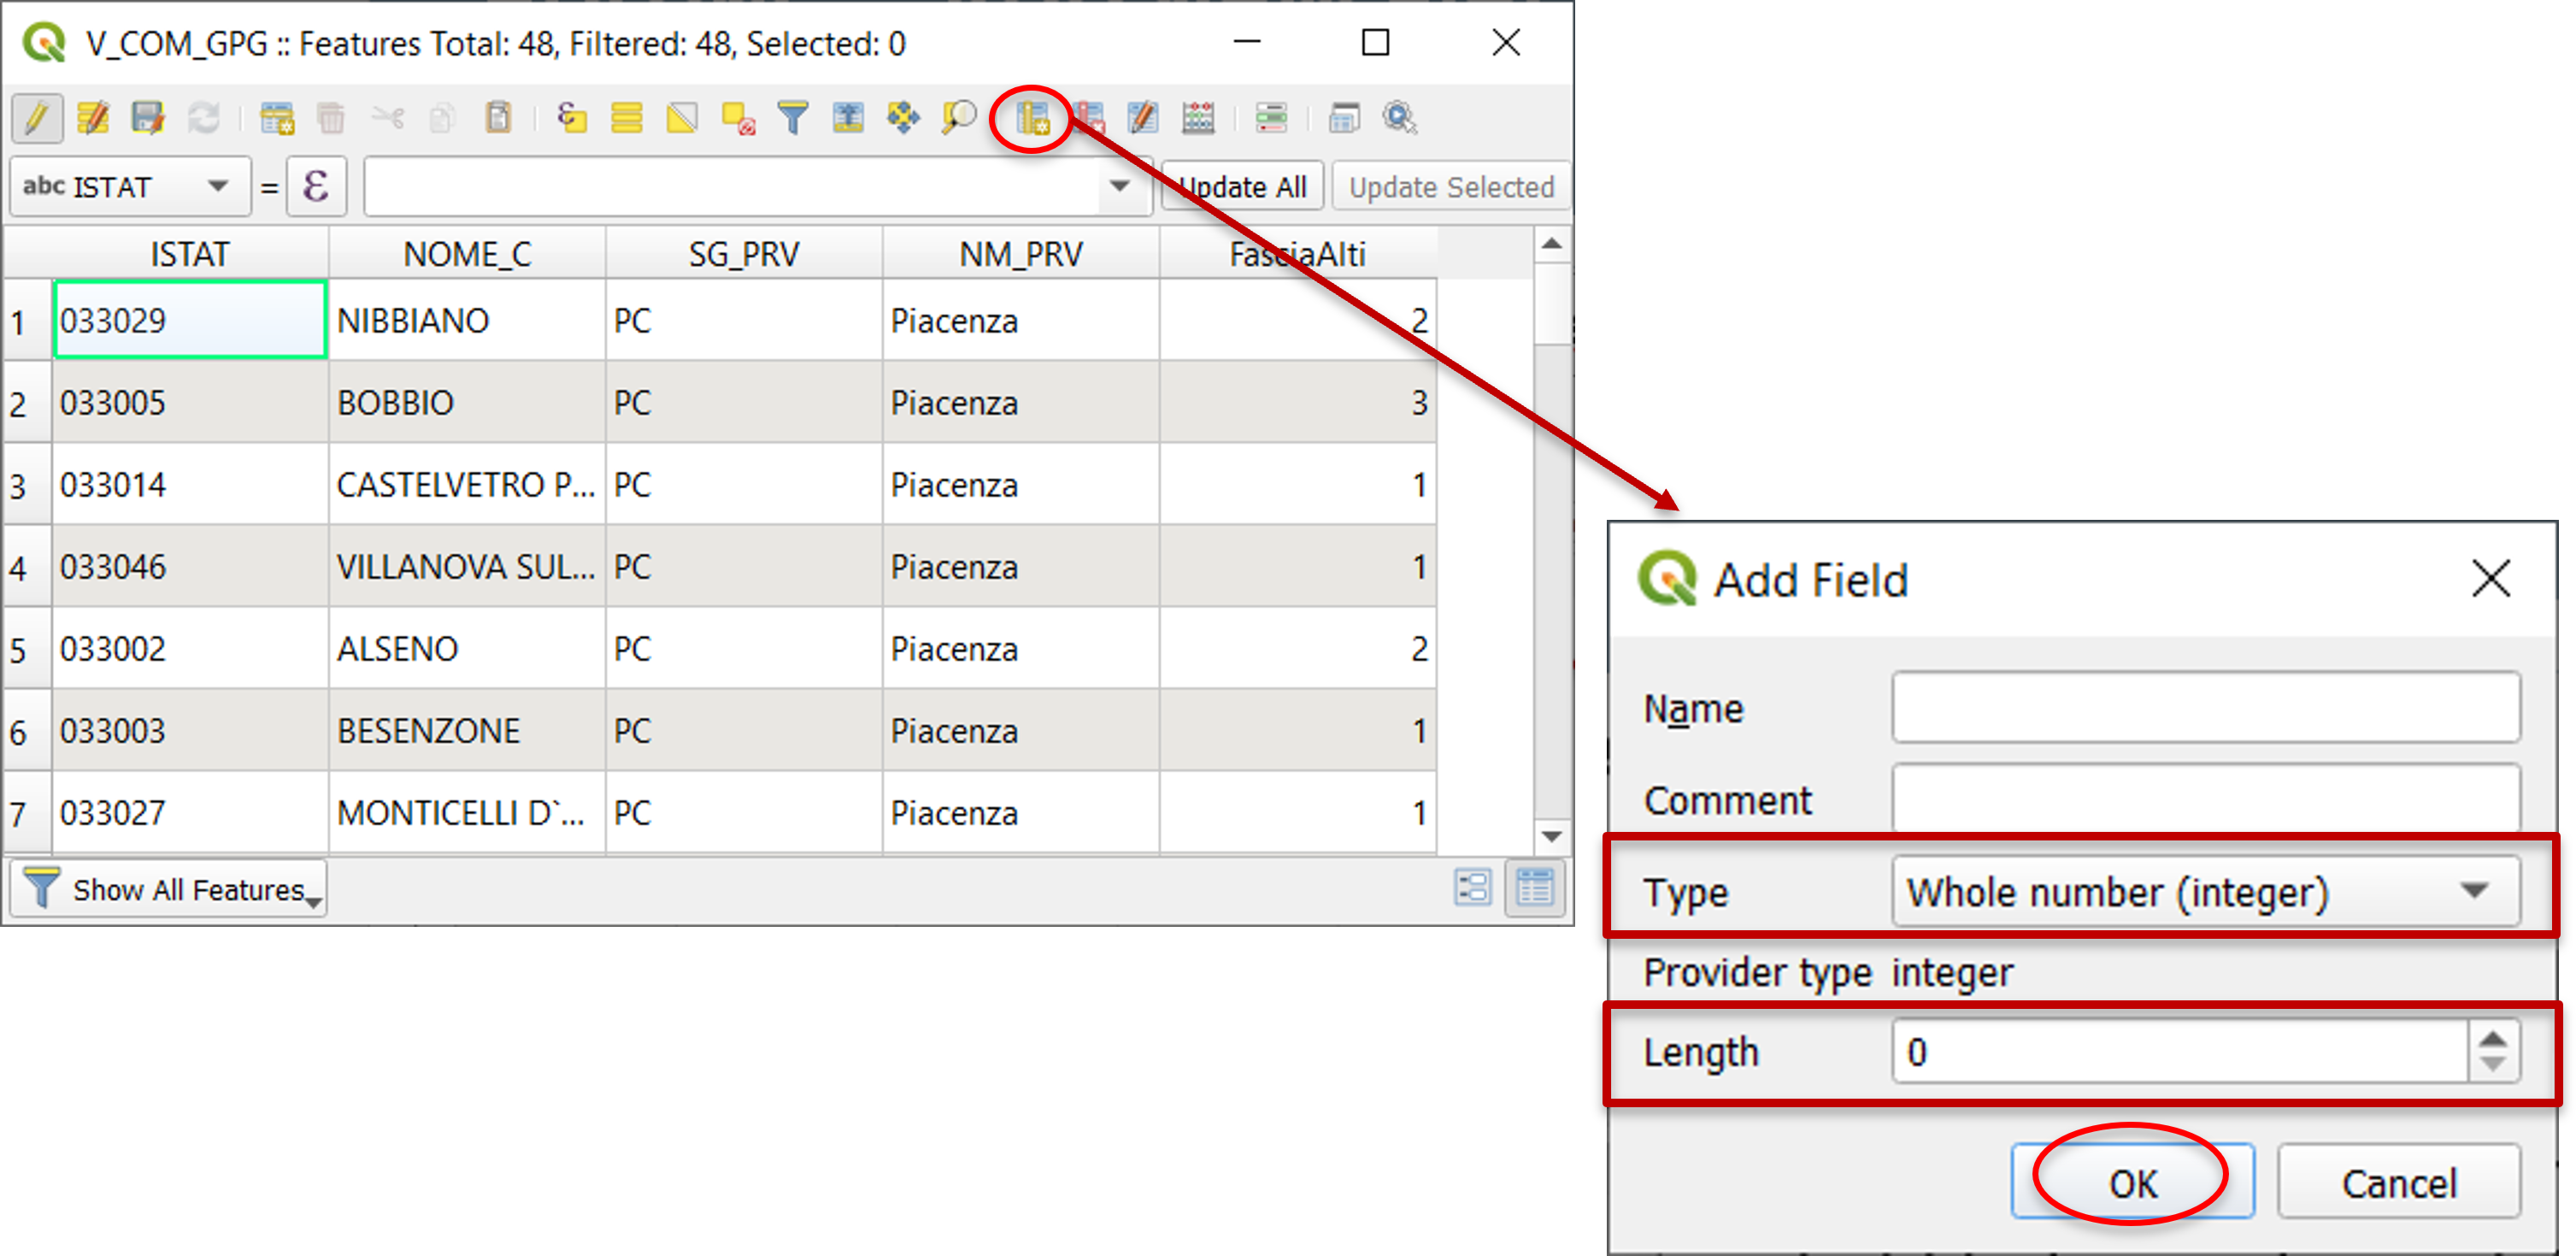 V_COM_GPG :: Features Total: 48, Filtered: 48, Selected: 0
abc ISTAT = ε Update All Update Selected
ISTAT NOME_C SG_PRV NM_PRV FasciaAlti
1 033029 NIBBIANO PC Piacenza 2
2 033005 BOBBIO PC Piacenza 3
3 033014 CASTELVETRO P... PC Piacenza 1
4 033046 VILLANOVA SUL... PC Piacenza 1
5 033002 ALSENO PC Piacenza 2
6 033003 BESENZONE PC Piacenza 1
7 033027 MONTICELLI D`... PC Piacenza 1
Show All Features
Add Field
Name
Comment
Type Whole number (integer)
Provider type integer
Length 0
OK Cancel